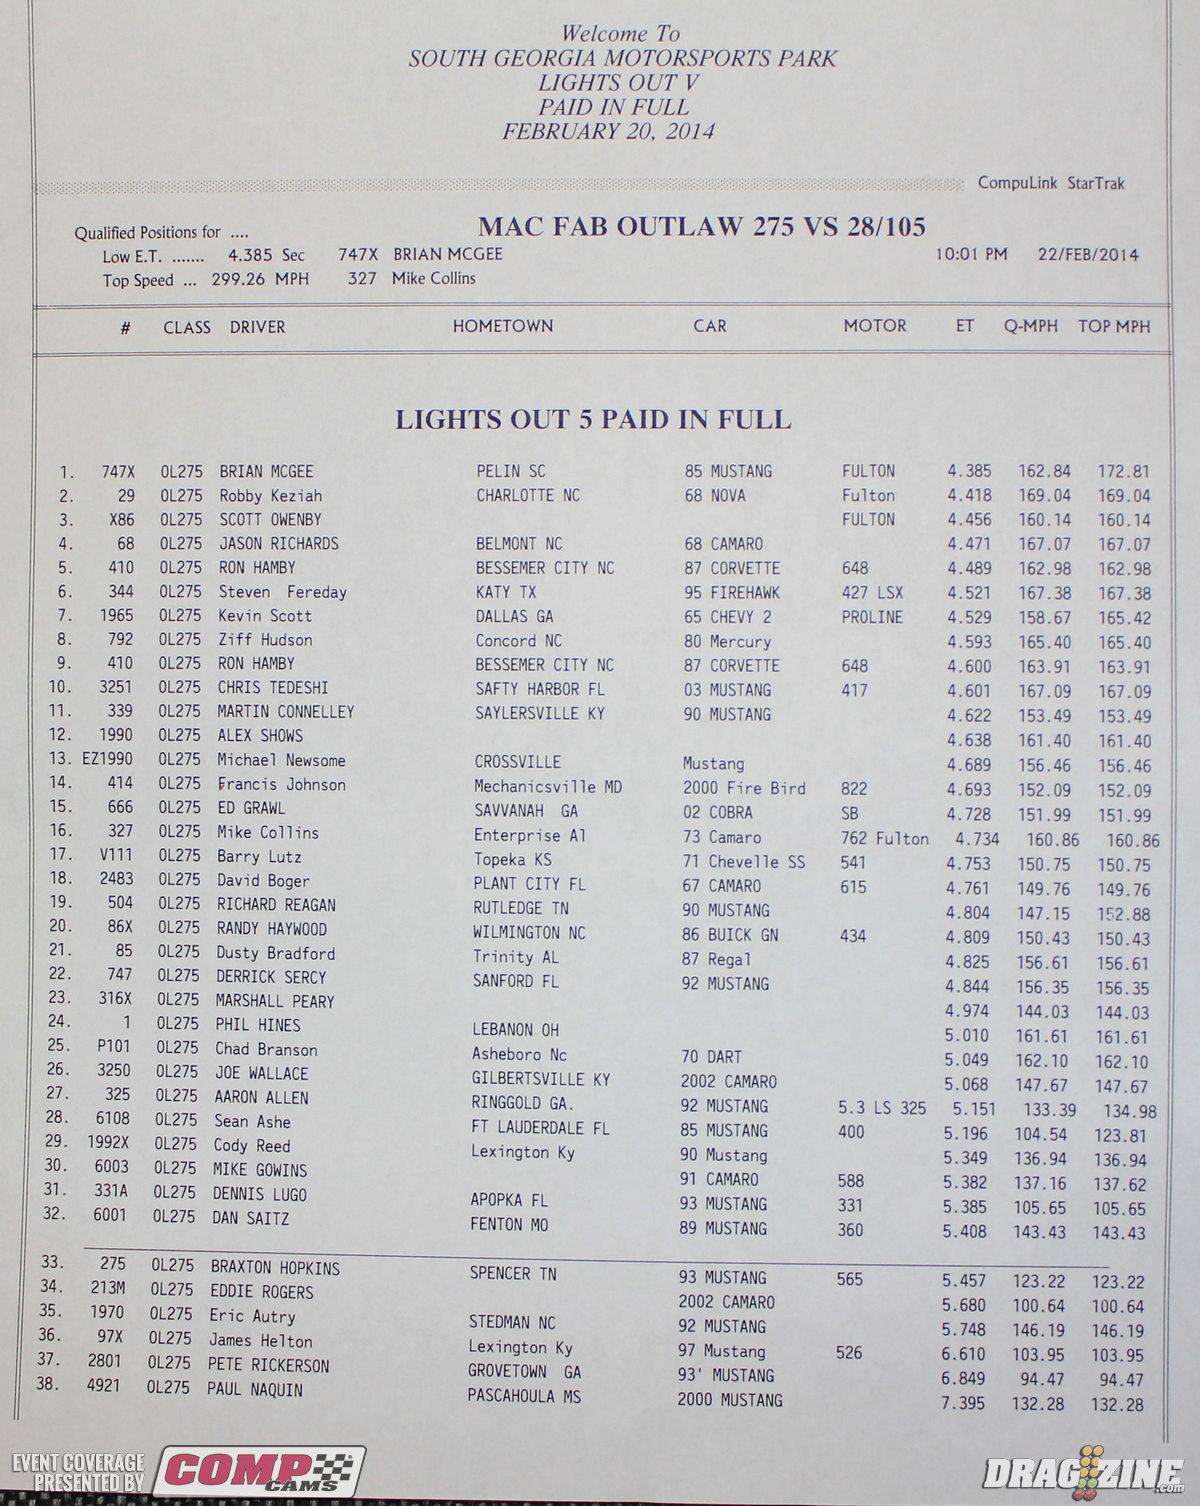 Welcome To
SOUTH GEORGIA MOTORSPORTS PARK
LIGHTS OUT V
PAID IN FULL
FEBRUARY 20, 2014
CompuLink StarTrak
Qualified Positions for .... MAC FAB OUTLAW 275 VS 28/105
Low E.T. ....... 4.385 Sec 747X BRIAN MCGEE 10:01 PM 22/FEB/2014
Top Speed ... 299.26 MPH 327 Mike Collins
# CLASS DRIVER HOMETOWN CAR MOTOR ET Q-MPH TOP MPH
LIGHTS OUT 5 PAID IN FULL
1. 747X OL275 BRIAN MCGEE PELIN SC 85 MUSTANG FULTON 4.385 162.84 172.81
2. 29 OL275 Robby Keziah CHARLOTTE NC 68 NOVA Fulton 4.418 169.04 169.04
3. X86 OL275 SCOTT OWENBY FULTON 4.456 160.14 160.14
4. 68 OL275 JASON RICHARDS BELMONT NC 68 CAMARO 4.471 167.07 167.07
5. 410 OL275 RON HAMBY BESSEMER CITY NC 87 CORVETTE 648 4.489 162.98 162.98
6. 344 OL275 Steven Fereday KATY TX 95 FIREHAWK 427 LSX 4.521 167.38 167.38
7. 1965 OL275 Kevin Scott DALLAS GA 65 CHEVY 2 PROLINE 4.529 158.67 165.42
8. 792 OL275 Ziff Hudson Concord NC 80 Mercury 4.593 165.40 165.40
9. 410 OL275 RON HAMBY BESSEMER CITY NC 87 CORVETTE 648 4.600 163.91 163.91
10. 3251 OL275 CHRIS TEDESHI SAFTY HARBOR FL 03 MUSTANG 417 4.601 167.09 167.09
11. 339 OL275 MARTIN CONNELLEY SAYLERSVILLE KY 90 MUSTANG 4.622 153.49 153.49
12. 1990 OL275 ALEX SHOWS 4.638 161.40 161.40
13. EZ1990 OL275 Michael Newsome CROSSVILLE Mustang 4.689 156.46 156.46
14. 414 OL275 Francis Johnson Mechanicsville MD 2000 Fire Bird 822 4.693 152.09 152.09
15. 666 OL275 ED GRAWL SAVVANAH GA 02 COBRA SB 4.728 151.99 151.99
16. 327 OL275 Mike Collins Enterprise Al 73 Camaro 762 Fulton 4.734 160.86 160.86
17. V111 OL275 Barry Lutz Topeka KS 71 Chevelle SS 541 4.753 150.75 150.75
18. 2483 OL275 David Boger PLANT CITY FL 67 CAMARO 615 4.761 149.76 149.76
19. 504 OL275 RICHARD REAGAN RUTLEDGE TN 90 MUSTANG 4.804 147.15 152.88
20. 86X OL275 RANDY HAYWOOD WILMINGTON NC 86 BUICK GN 434 4.809 150.43 150.43
21. 85 OL275 Dusty Bradford Trinity AL 87 Regal 4.825 156.61 156.61
22. 747 OL275 DERRICK SERCY SANFORD FL 92 MUSTANG 4.844 156.35 156.35
23. 316X OL275 MARSHALL PEARY 4.974 144.03 144.03
24. 1 OL275 PHIL HINES LEBANON OH 5.010 161.61 161.61
25. P101 OL275 Chad Branson Asheboro Nc 70 DART 5.049 162.10 162.10
26. 3250 OL275 JOE WALLACE GILBERTSVILLE KY 2002 CAMARO 5.068 147.67 147.67
27. 325 OL275 AARON ALLEN RINGGOLD GA. 92 MUSTANG 5.3 LS 325 5.151 133.39 134.98
28. 6108 OL275 Sean Ashe FT LAUDERDALE FL 85 MUSTANG 400 5.196 104.54 123.81
29. 1992X OL275 Cody Reed Lexington Ky 90 Mustang 5.349 136.94 136.94
30. 6003 OL275 MIKE GOWINS 91 CAMARO 588 5.382 137.16 137.62
31. 331A OL275 DENNIS LUGO APOPKA FL 93 MUSTANG 331 5.385 105.65 105.65
32. 6001 OL275 DAN SAITZ FENTON MO 89 MUSTANG 360 5.408 143.43 143.43
33. 275 OL275 BRAXTON HOPKINS SPENCER TN 93 MUSTANG 565 5.457 123.22 123.22
34. 213M OL275 EDDIE ROGERS 2002 CAMARO 5.680 100.64 100.64
35. 1970 OL275 Eric Autry STEDMAN NC 92 MUSTANG 5.748 146.19 146.19
36. 97X OL275 James Helton Lexington Ky 97 Mustang 526 6.610 103.95 103.95
37. 2801 OL275 PETE RICKERSON GROVETOWN GA 93' MUSTANG 6.849 94.47 94.47
38. 4921 OL275 PAUL NAQUIN PASCAHOULA MS 2000 MUSTANG 7.395 132.28 132.28
EVENT COVERAGE PRESENTED BY COMP CAMS
DRAGZINE.com